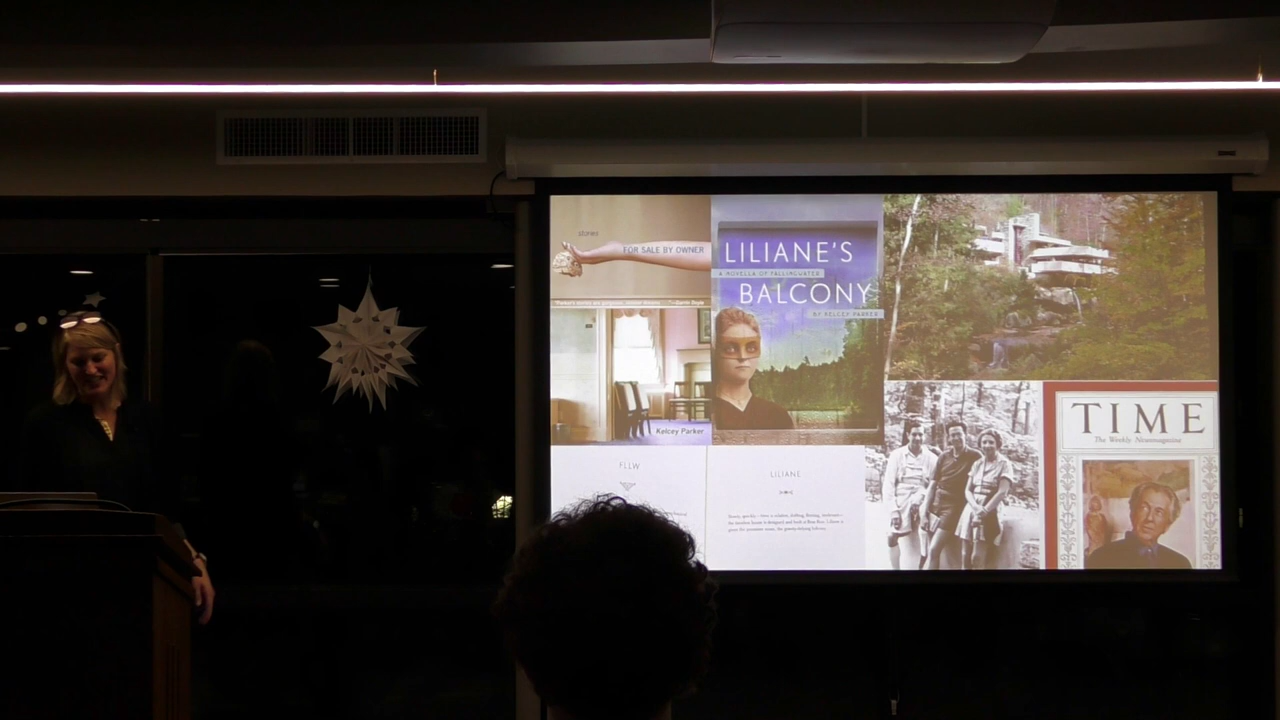 stories
FOR SALE BY OWNER
Kelcey Parker
LILIANE'S
A NOVELLA OF FALLINGWATER
BALCONY
BY KELCEY PARKER
FLLW
LILIANE
TIME
The Weekly Newsmagazine